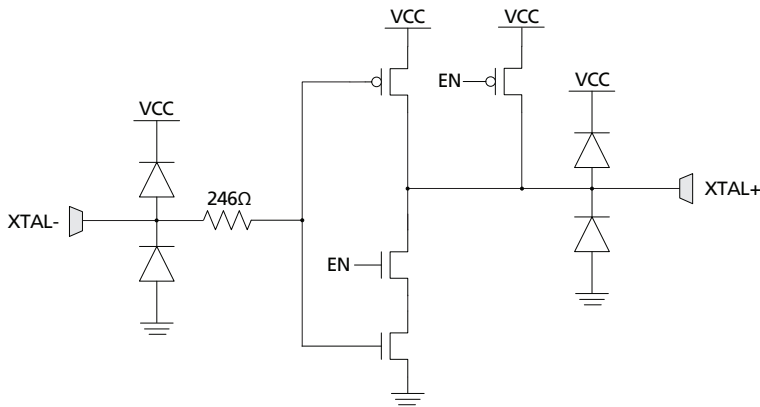 VCC
VCC
EN
VCC
VCC
246Ω
XTAL-
XTAL+
EN